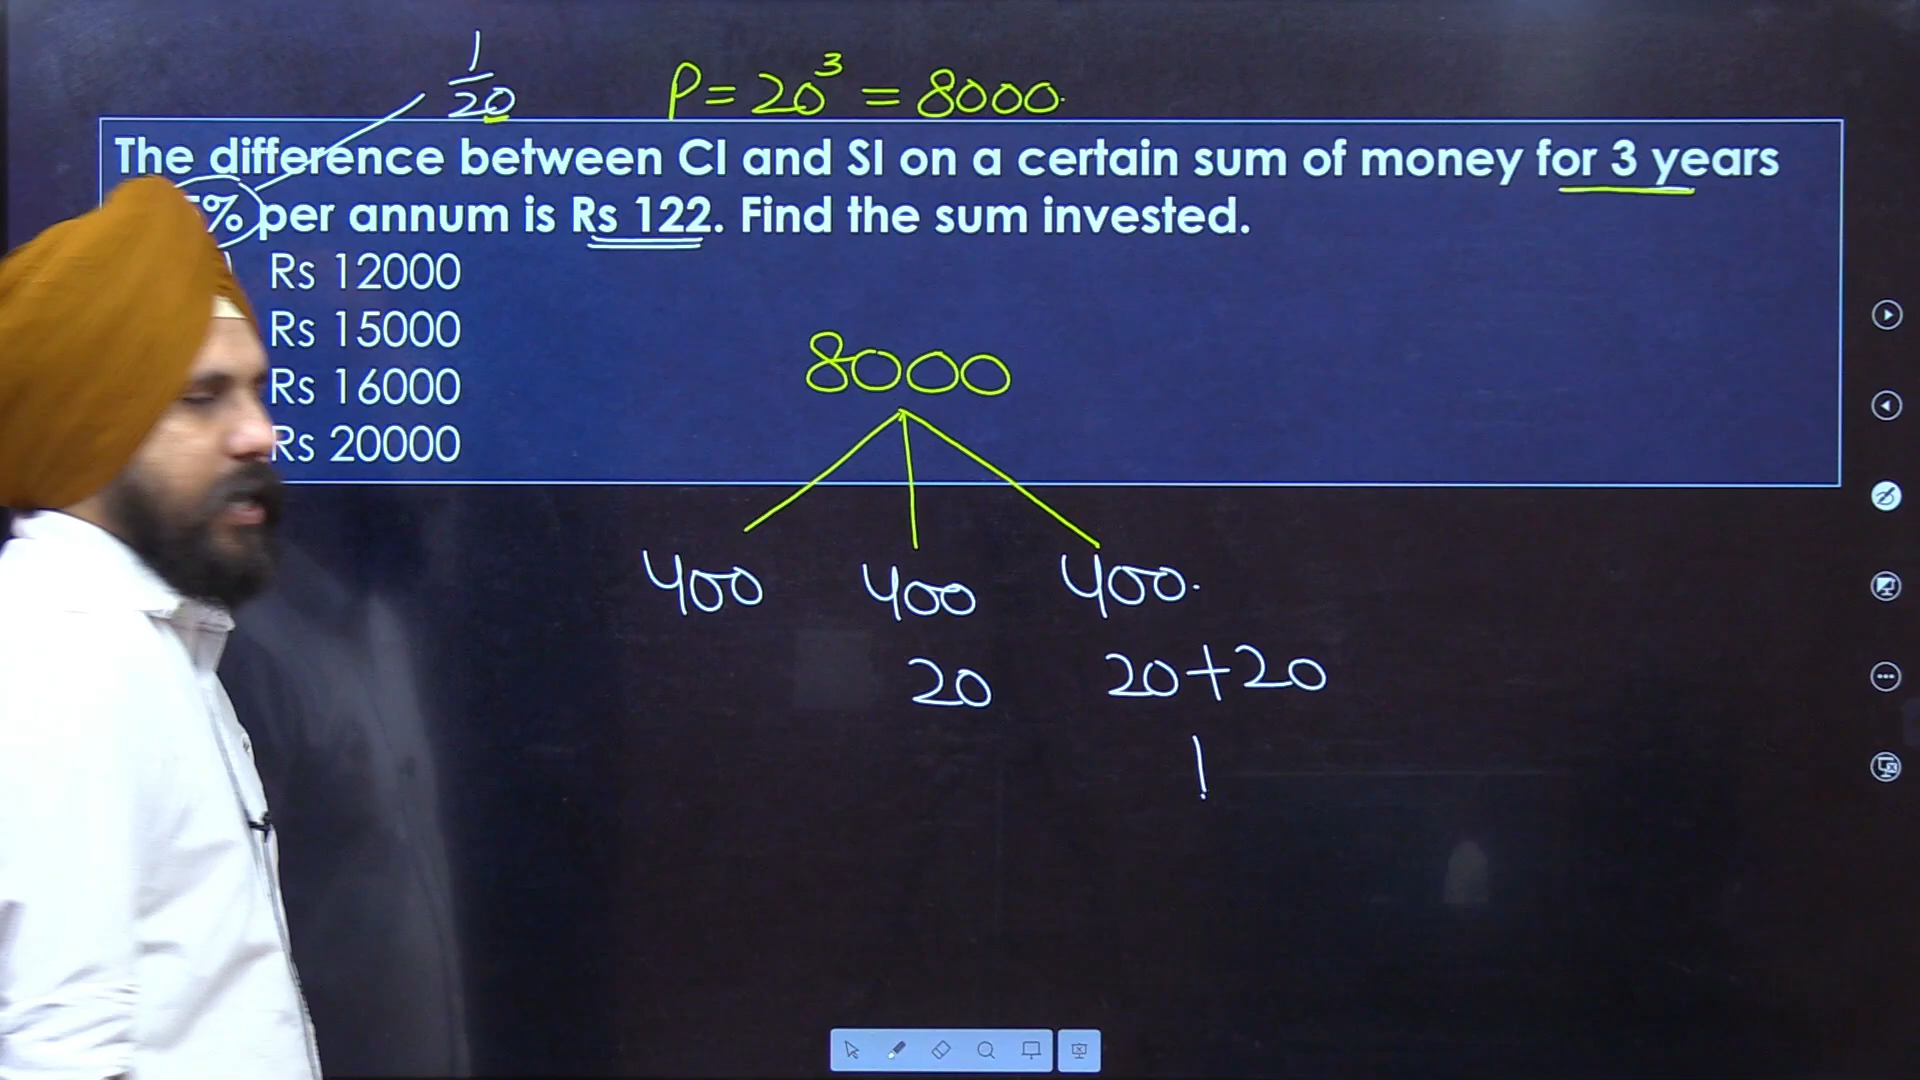 1
20
P = 20³ = 8000
The difference between CI and SI on a certain sum of money for 3 years
5% per annum is Rs 122. Find the sum invested.
Rs 12000
Rs 15000
Rs 16000
Rs 20000
8000
400 400 400
20 20+20
1